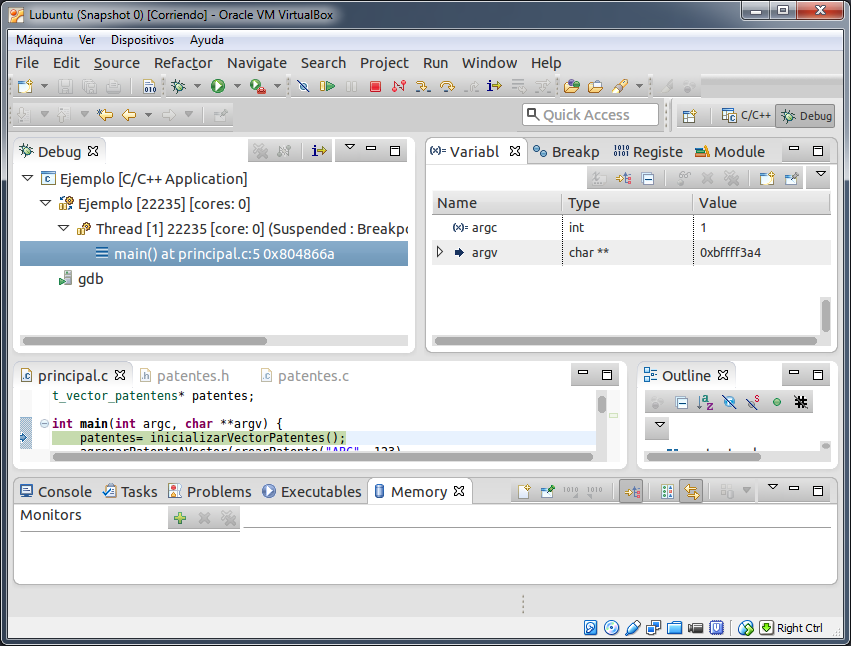 Lubuntu (Snapshot 0) [Corriendo] - Oracle VM VirtualBox
Máquina Ver Dispositivos Ayuda
File Edit Source Refactor Navigate Search Project Run Window Help
Quick Access
C/C++
Debug
Debug
Ejemplo [C/C++ Application]
Ejemplo [22235] [cores: 0]
Thread [1] 22235 [core: 0] (Suspended : Breakpo
main() at principal.c:5 0x804866a
gdb
(x)= Variabl
Breakp
Registe
Module
Name Type Value
(x)= argc int 1
argv char ** 0xbffff3a4
principal.c
patentes.h
patentes.c
t_vector_patentens* patentes;
int main(int argc, char **argv) {
patentes= inicializarVectorPatentes();
agregarPatenteAVector(crearPatente("ABC", 123)
Outline
Console
Tasks
Problems
Executables
Memory
Monitors
Right Ctrl